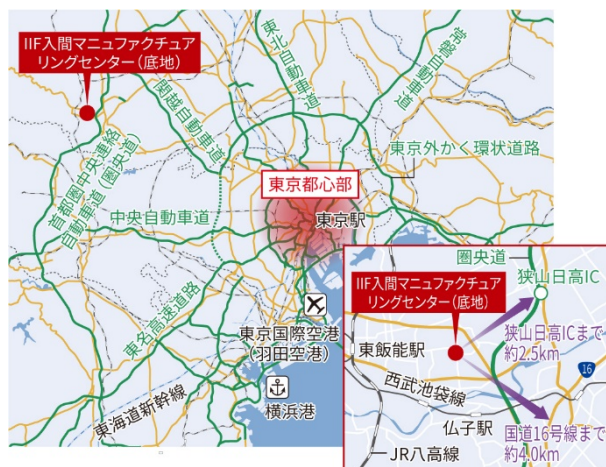 IIF入間マニュファクチュア
リングセンター(底地)
東北自動車道
常磐自動車道
関越自動車道
東京外かく環状道路
首都圏中央連絡
自動車道(圏央道)
東京都心部
中央自動車道
東京駅
東名高速道路
東京国際空港
(羽田空港)
東海道新幹線
横浜港
圏央道
狭山日高IC
IIF入間マニュファクチュア
リングセンター(底地)
狭山日高ICまで
約2.5km
東飯能駅
16
西武池袋線
仏子駅
国道16号線まで
約4.0km
JR八高線